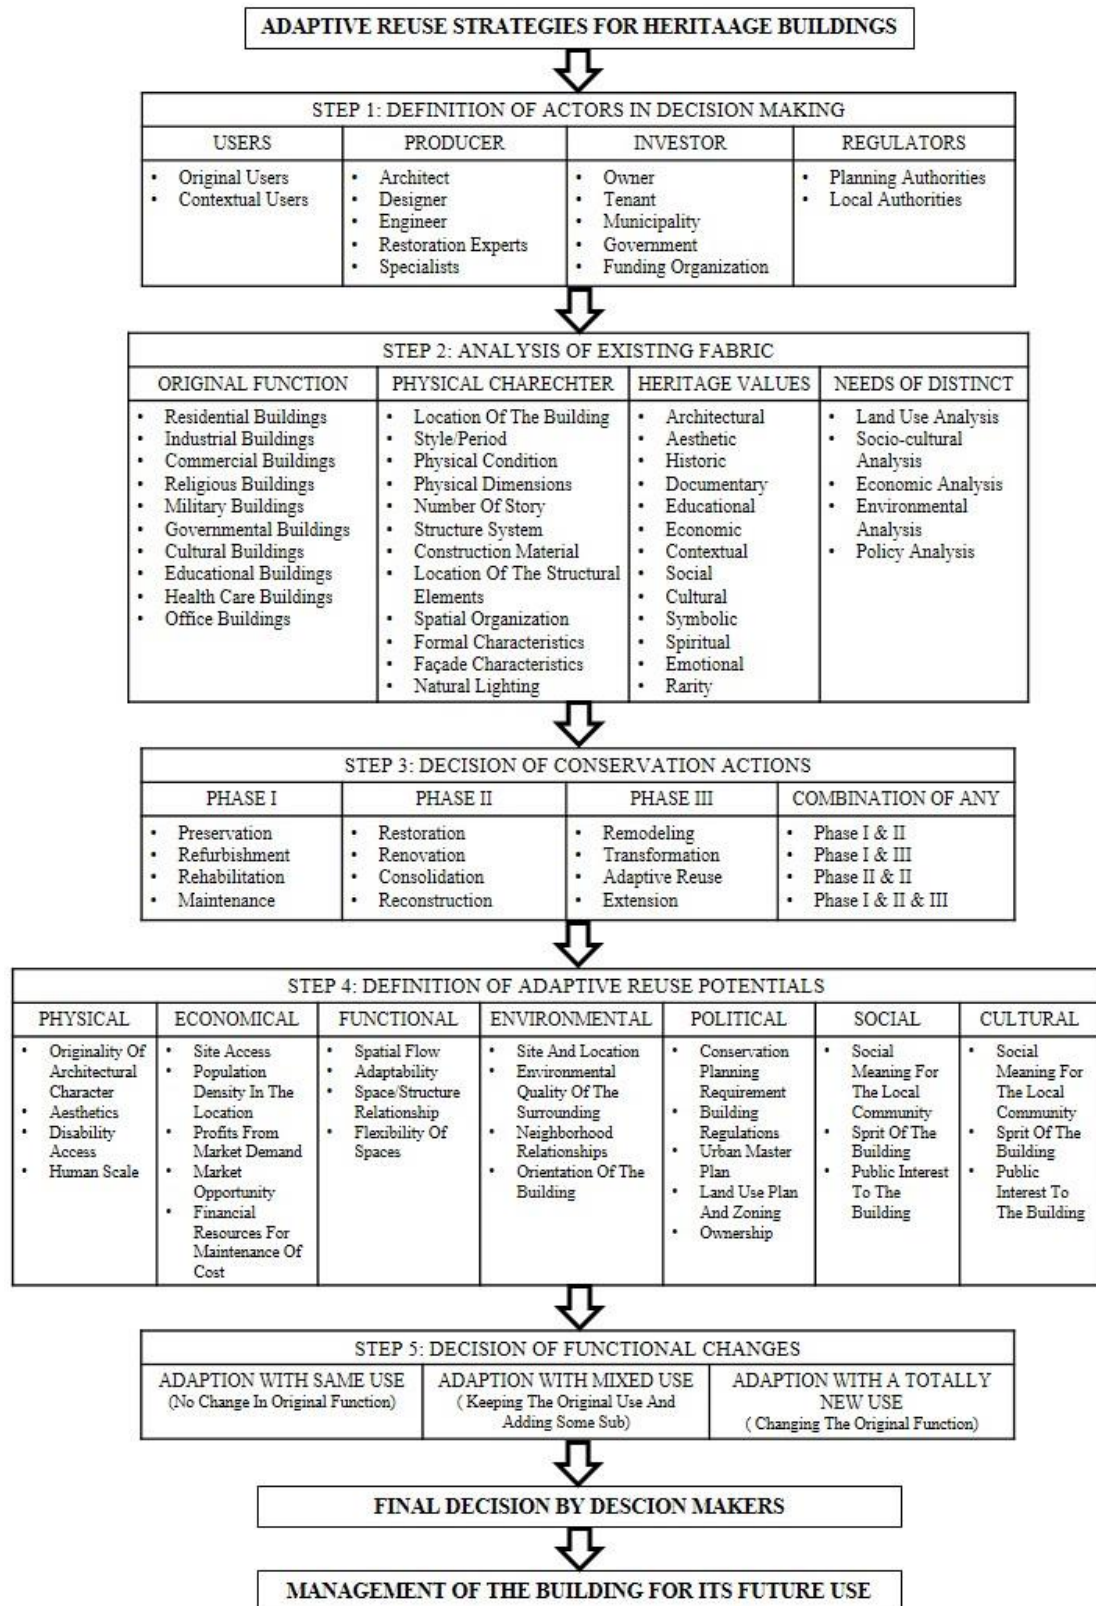 ADAPTIVE REUSE STRATEGIES FOR HERITAAGE BUILDINGS
STEP 1: DEFINITION OF ACTORS IN DECISION MAKING
USERS
• Original Users
• Contextual Users
PRODUCER
• Architect
• Designer
• Engineer
• Restoration Experts
• Specialists
INVESTOR
• Owner
• Tenant
• Municipality
• Government
• Funding Organization
REGULATORS
• Planning Authorities
• Local Authorities
STEP 2: ANALYSIS OF EXISTING FABRIC
ORIGINAL FUNCTION
• Residential Buildings
• Industrial Buildings
• Commercial Buildings
• Religious Buildings
• Military Buildings
• Governmental Buildings
• Cultural Buildings
• Educational Buildings
• Health Care Buildings
• Office Buildings
PHYSICAL CHARECHTER
• Location Of The Building
• Style/Period
• Physical Condition
• Physical Dimensions
• Number Of Story
• Structure System
• Construction Material
• Location Of The Structural
Elements
• Spatial Organization
• Formal Characteristics
• Façade Characteristics
• Natural Lighting
HERITAGE VALUES
• Architectural
• Aesthetic
• Historic
• Documentary
• Educational
• Economic
• Contextual
• Social
• Cultural
• Symbolic
• Spiritual
• Emotional
• Rarity
NEEDS OF DISTINCT
• Land Use Analysis
• Socio-cultural
Analysis
• Economic Analysis
• Environmental
Analysis
• Policy Analysis
STEP 3: DECISION OF CONSERVATION ACTIONS
PHASE I
• Preservation
• Refurbishment
• Rehabilitation
• Maintenance
PHASE II
• Restoration
• Renovation
• Consolidation
• Reconstruction
PHASE III
• Remodeling
• Transformation
• Adaptive Reuse
• Extension
COMBINATION OF ANY
• Phase I & II
• Phase I & III
• Phase II & II
• Phase I & II & III
STEP 4: DEFINITION OF ADAPTIVE REUSE POTENTIALS
PHYSICAL
• Originality Of
Architectural
Character
• Aesthetics
• Disability
Access
• Human Scale
ECONOMICAL
• Site Access
• Population
Density In The
Location
• Profits From
Market Demand
• Market
Opportunity
• Financial
Resources For
Maintenance Of
Cost
FUNCTIONAL
• Spatial Flow
• Adaptability
• Space/Structure
Relationship
• Flexibility Of
Spaces
ENVIRONMENTAL
• Site And Location
• Environmental
Quality Of The
Surrounding
• Neighborhood
Relationships
• Orientation Of The
Building
POLITICAL
• Conservation
Planning
Requirement
• Building
Regulations
• Urban Master
Plan
• Land Use Plan
And Zoning
• Ownership
SOCIAL
• Social
Meaning For
The Local
Community
• Sprit Of The
Building
• Public Interest
To The
Building
CULTURAL
• Social
Meaning For
The Local
Community
• Sprit Of The
Building
• Public
Interest To
The Building
STEP 5: DECISION OF FUNCTIONAL CHANGES
ADAPTION WITH SAME USE
(No Change In Original Function)
ADAPTION WITH MIXED USE
( Keeping The Original Use And
Adding Some Sub)
ADAPTION WITH A TOTALLY
NEW USE
( Changing The Original Function)
FINAL DECISION BY DESCION MAKERS
MANAGEMENT OF THE BUILDING FOR ITS FUTURE USE